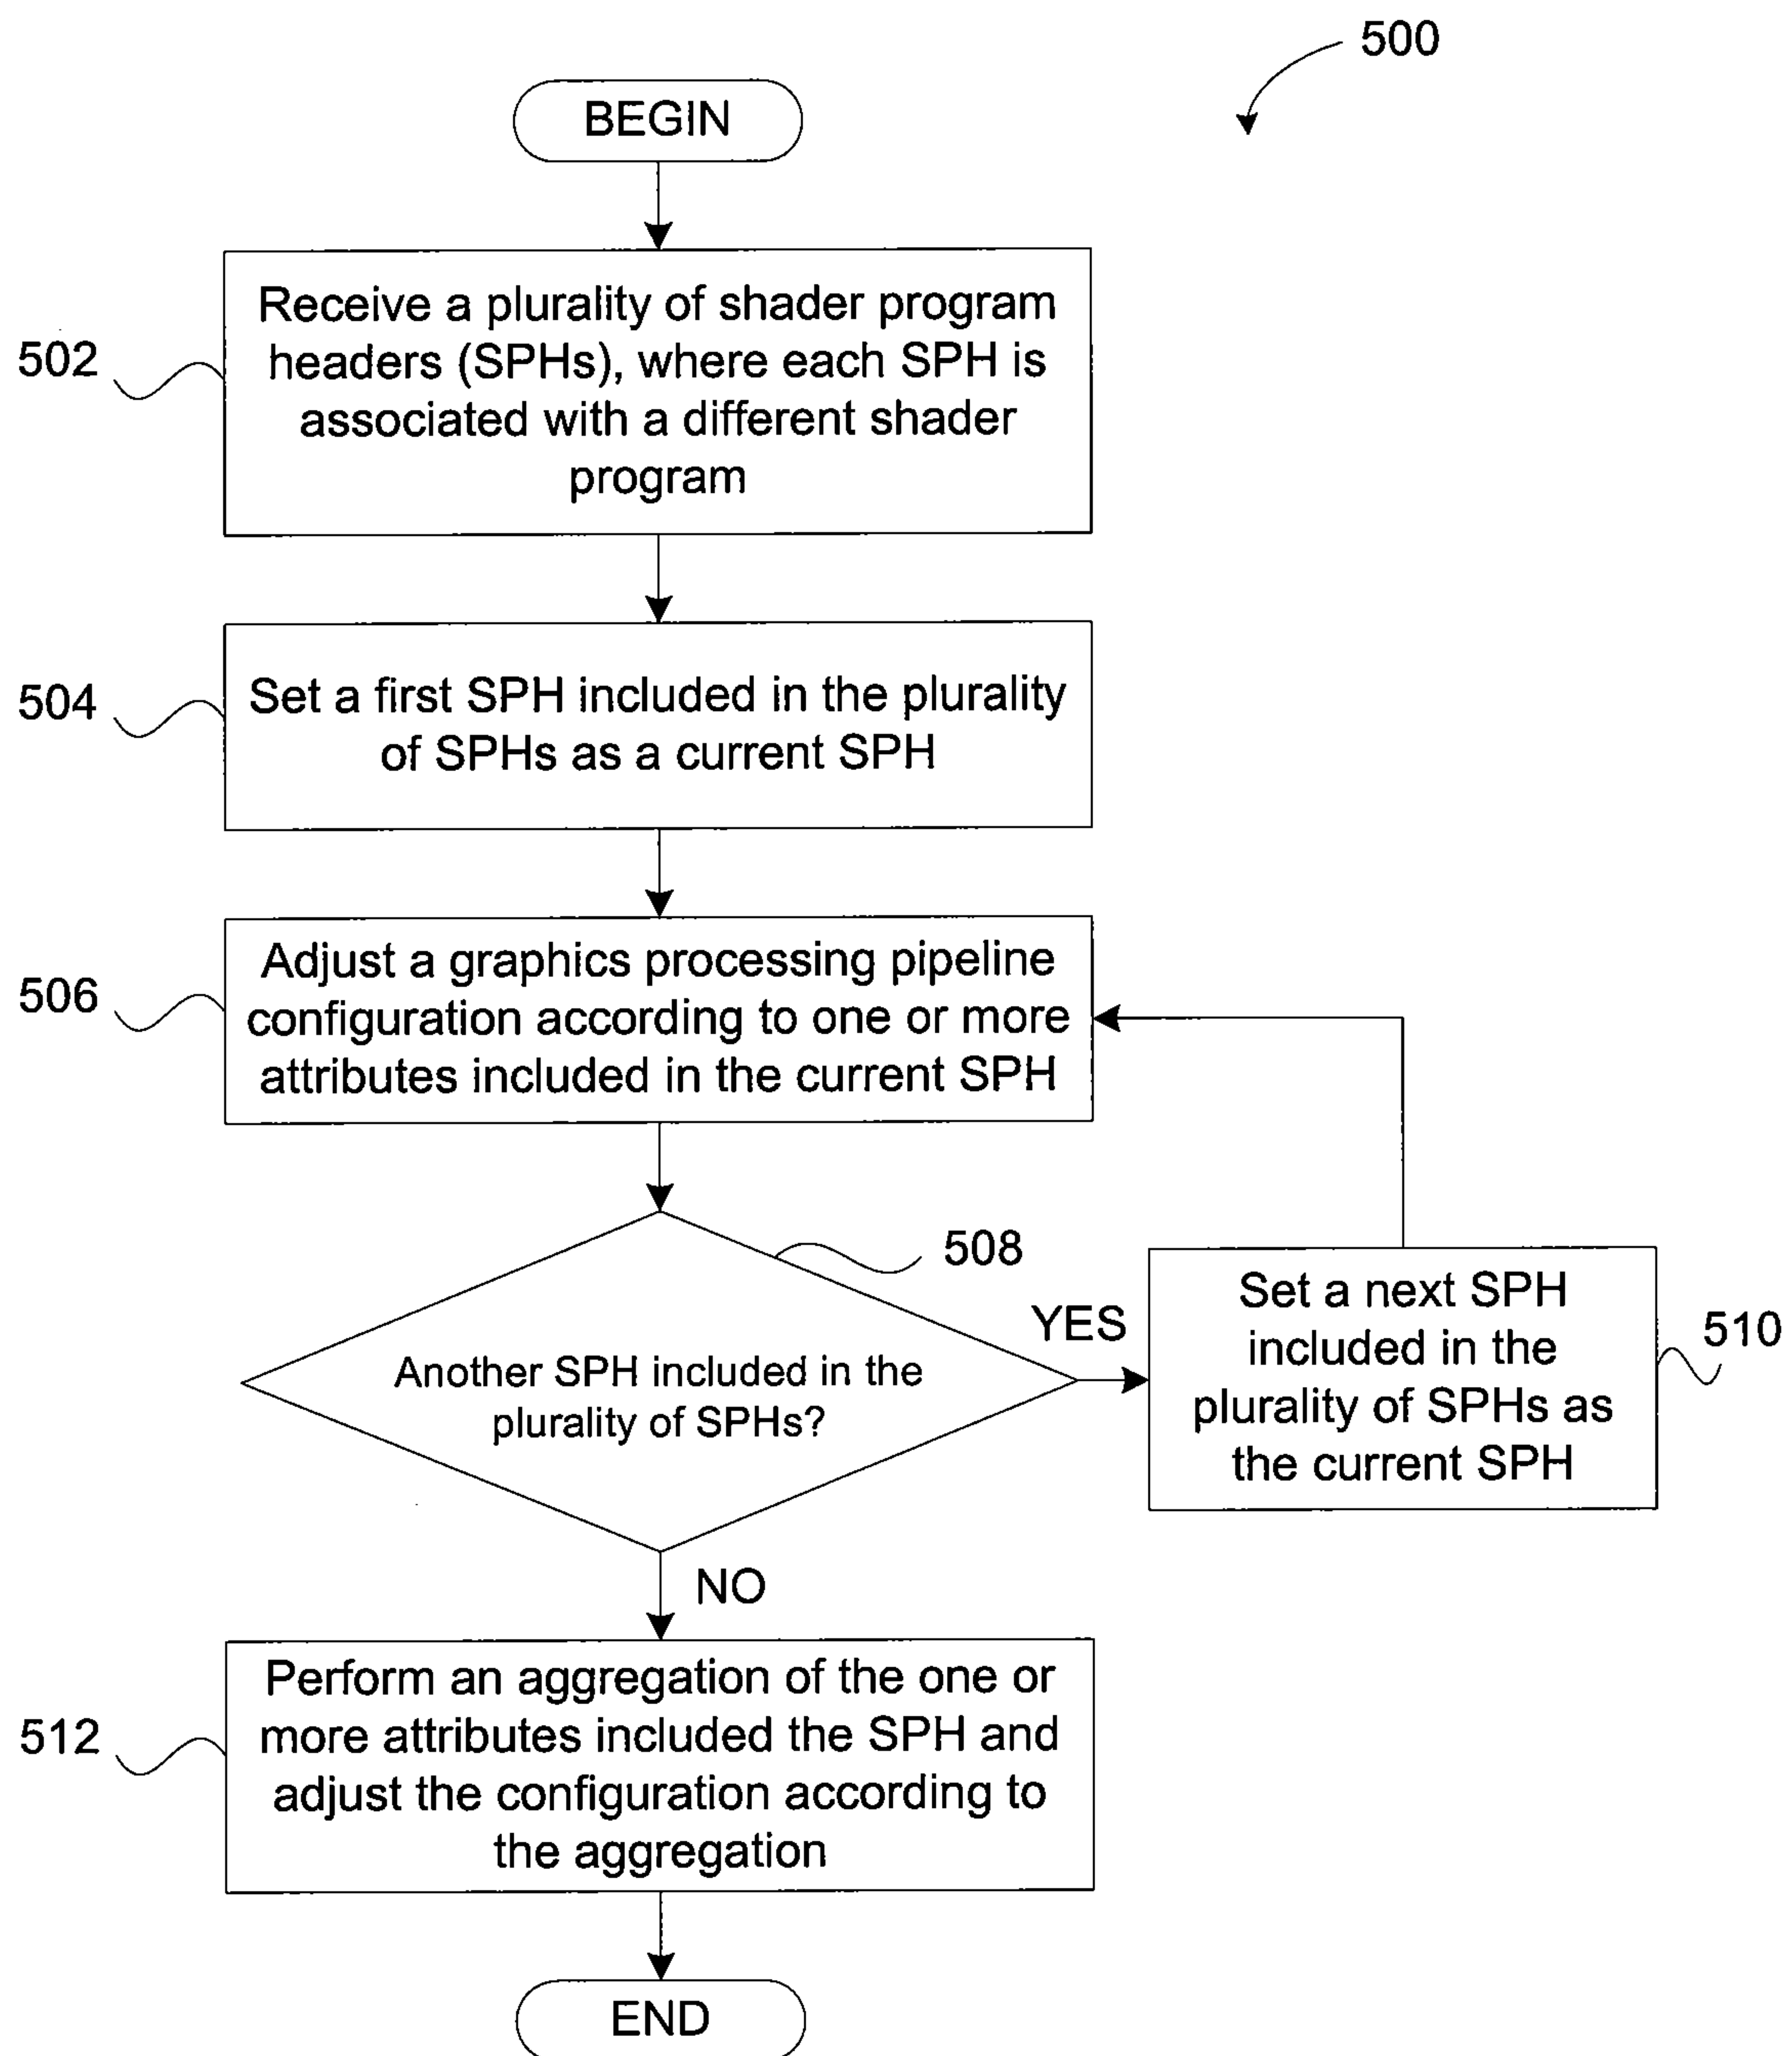 500
BEGIN
Receive a plurality of shader program
headers (SPHs), where each SPH is
associated with a different shader
program
502
Set a first SPH included in the plurality
of SPHs as a current SPH
504
Adjust a graphics processing pipeline
configuration according to one or more
attributes included in the current SPH
506
508
Another SPH included in the
plurality of SPHs?
YES
Set a next SPH
included in the
plurality of SPHs as
the current SPH
510
NO
Perform an aggregation of the one or
more attributes included the SPH and
adjust the configuration according to
the aggregation
512
END